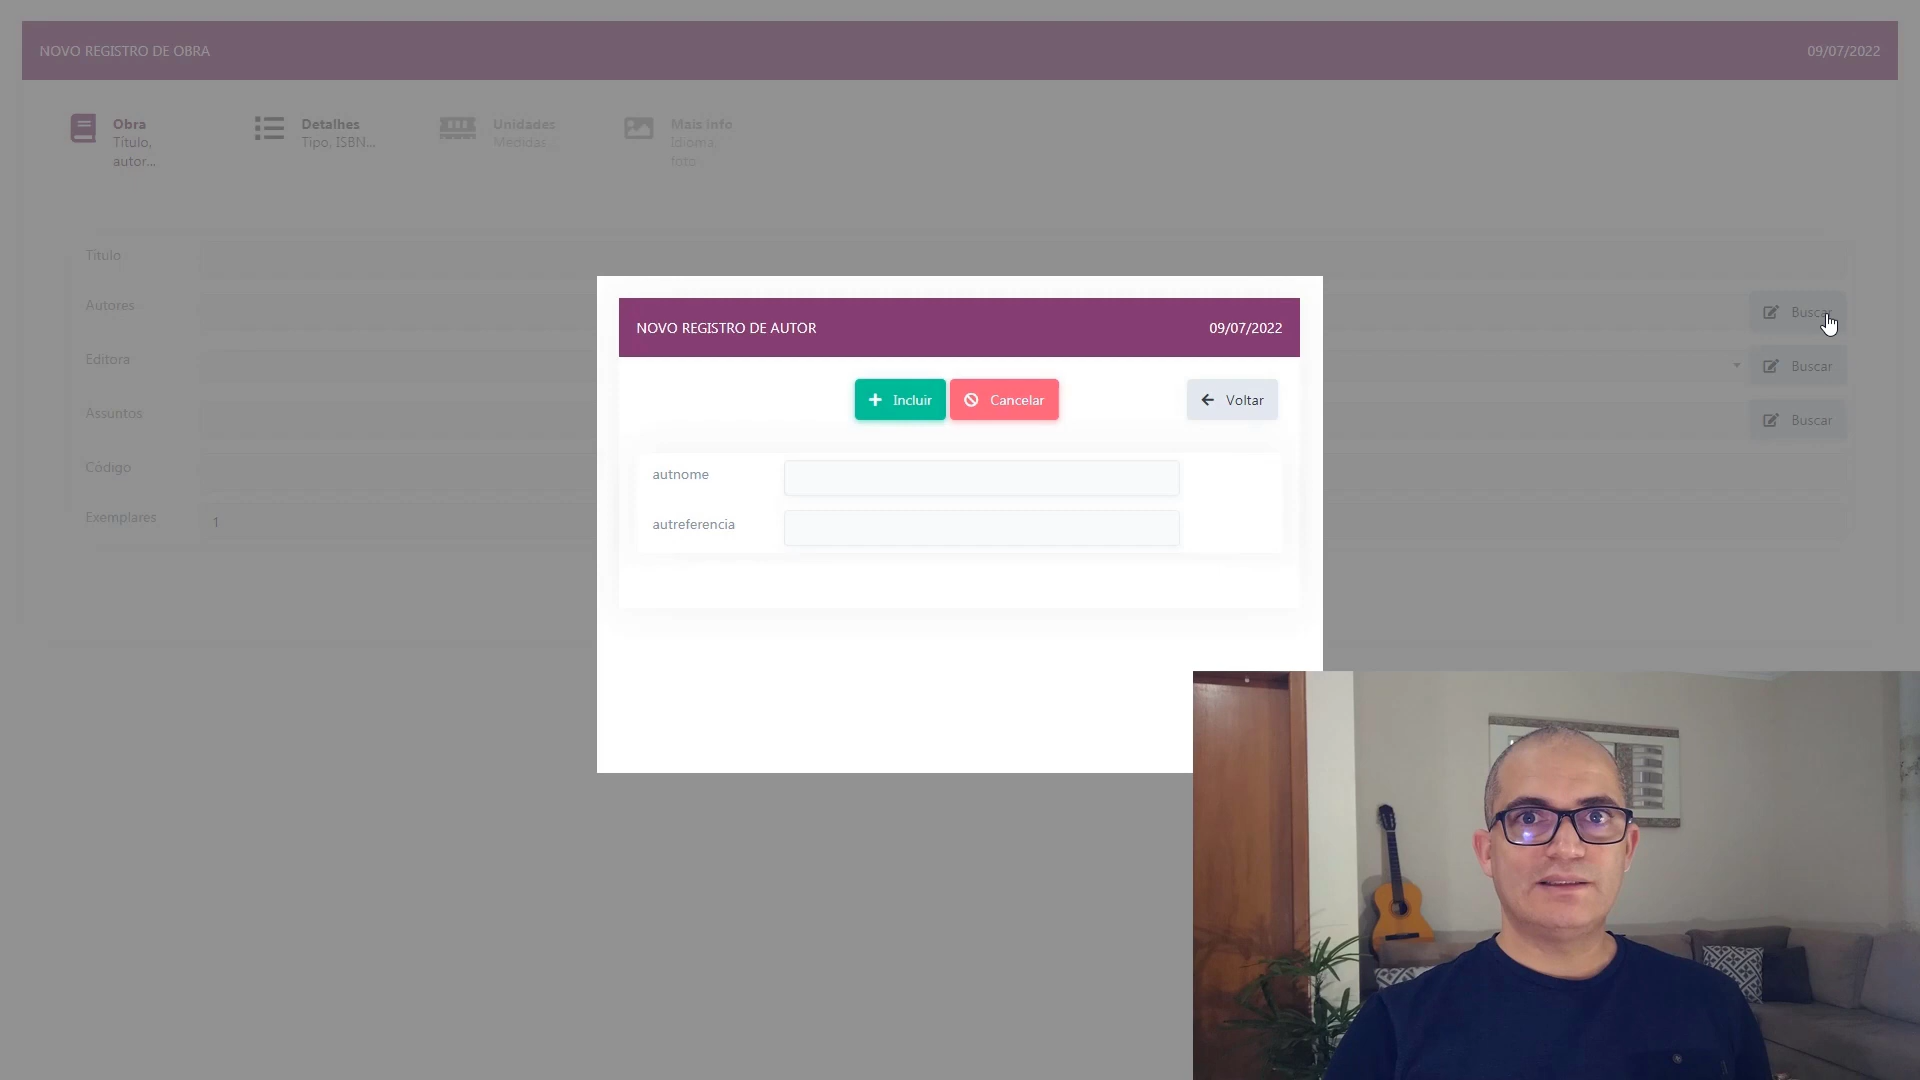 NOVO REGISTRO DE OBRA 09/07/2022
Obra
Título,
autor...
Detalhes
Tipo, ISBN...
Unidades
Medidas
Mais info
Idioma,
foto
Título
Autores Buscar
Editora Buscar
Assuntos Buscar
Código
Exemplares 1
NOVO REGISTRO DE AUTOR 09/07/2022
Incluir Cancelar Voltar
autnome
autreferencia